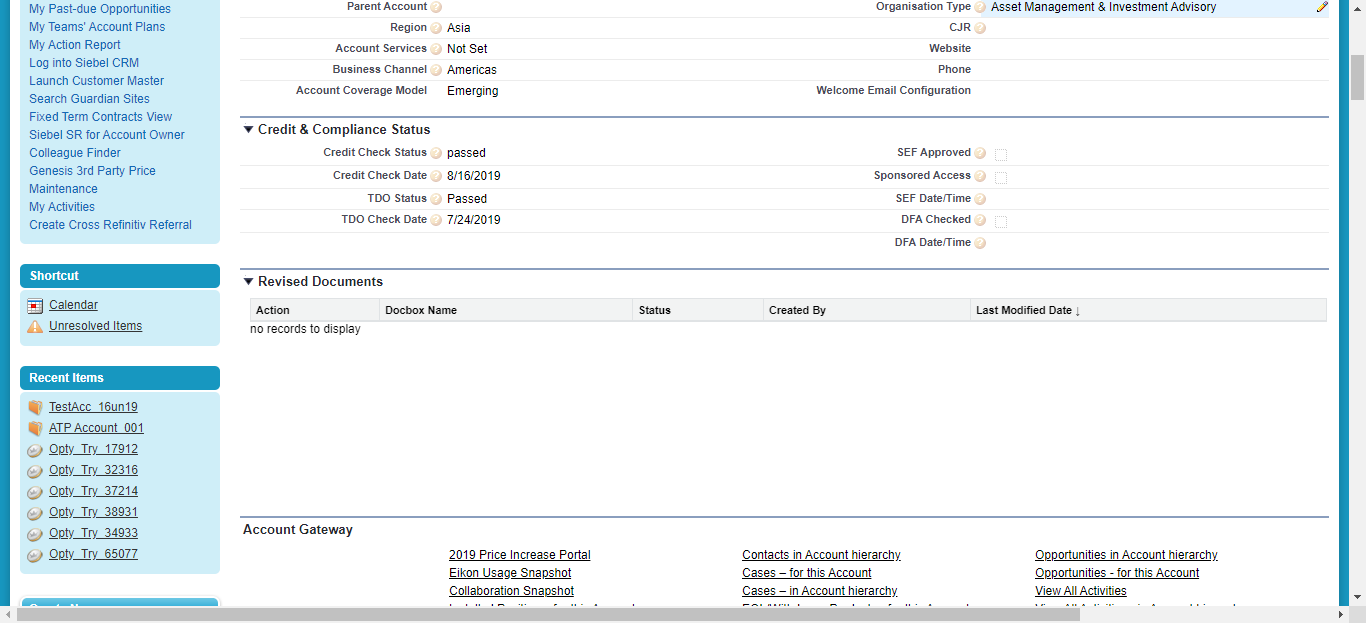 My Past-due Opportunities
My Teams' Account Plans
My Action Report
Log into Siebel CRM
Launch Customer Master
Search Guardian Sites
Fixed Term Contracts View
Siebel SR for Account Owner
Colleague Finder
Genesis 3rd Party Price
Maintenance
My Activities
Create Cross Refinitiv Referral
Shortcut
Calendar
Unresolved Items
Recent Items
TestAcc_16un19
ATP Account_001
Opty_Try_17912
Opty_Try_32316
Opty_Try_37214
Opty_Try_38931
Opty_Try_34933
Opty_Try_65077
Parent Account ? Organisation Type ? Asset Management & Investment Advisory
Region ? Asia CJR ?
Account Services ? Not Set Website
Business Channel ? Americas Phone
Account Coverage Model Emerging Welcome Email Configuration
Credit & Compliance Status
Credit Check Status ? passed SEF Approved ?
Credit Check Date ? 8/16/2019 Sponsored Access ?
TDO Status ? Passed SEF Date/Time ?
TDO Check Date ? 7/24/2019 DFA Checked ?
DFA Date/Time ?
Revised Documents
Action Docbox Name Status Created By Last Modified Date ↓
no records to display
Account Gateway
2019 Price Increase Portal Contacts in Account hierarchy Opportunities in Account hierarchy
Eikon Usage Snapshot Cases – for this Account Opportunities - for this Account
Collaboration Snapshot Cases – in Account hierarchy View All Activities